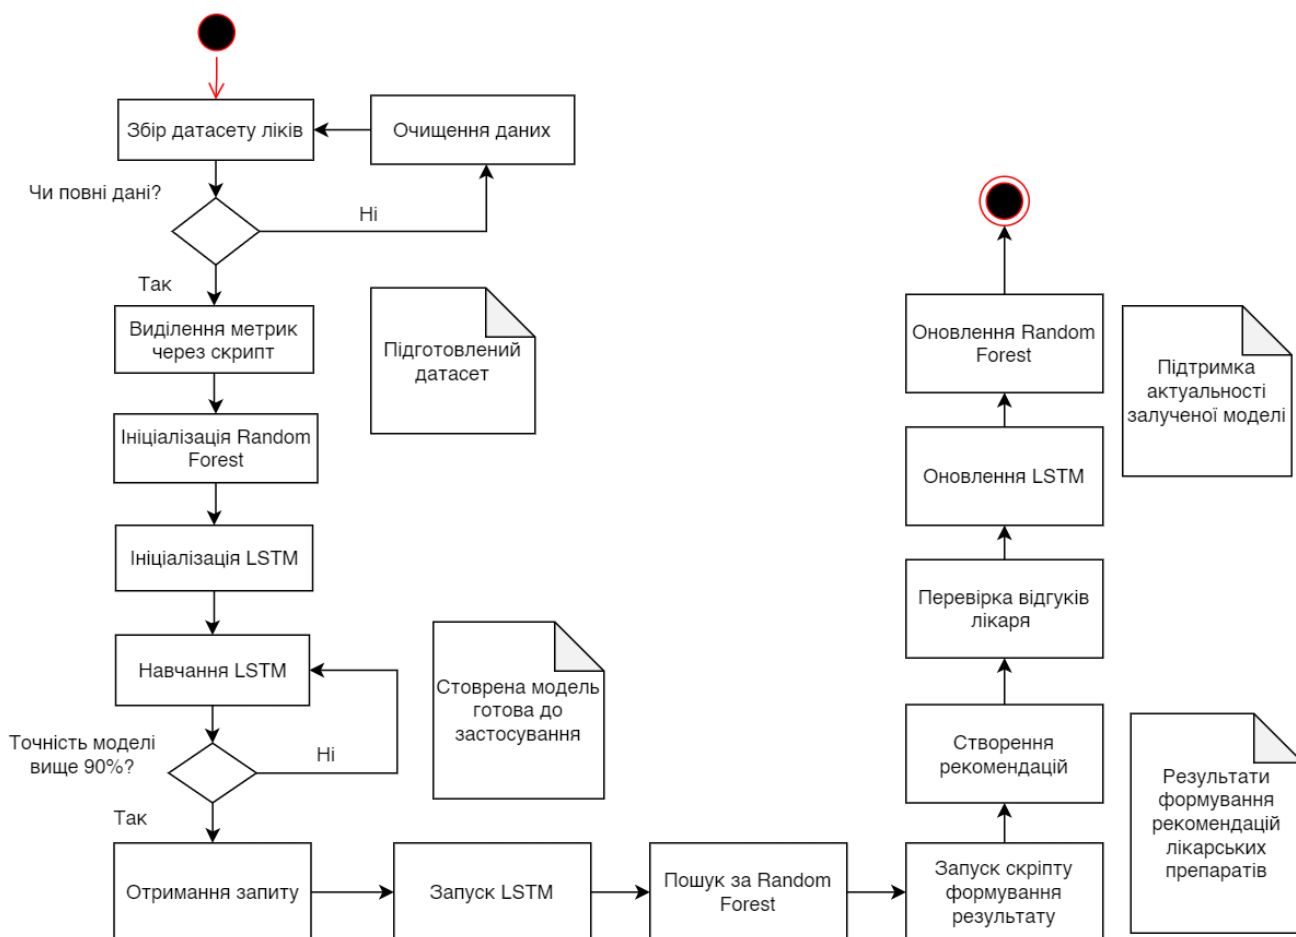 Збір датасету ліків
Очищення даних
Чи повні дані?
Ні
Так
Виділення метрик
через скрипт
Підготовлений
датасет
Ініціалізація Random
Forest
Ініціалізація LSTM
Навчання LSTM
Стоврена модель
готова до
застосування
Точність моделі
вище 90%?
Ні
Так
Отримання запиту
Запуск LSTM
Пошук за Random
Forest
Запуск скріпту
формування
результату
Результати
формування
рекомендацій
лікарських
препаратів
Створення
рекомендацій
Перевірка відгуків
лікаря
Оновлення LSTM
Оновлення Random
Forest
Підтримка
актуальності
залученої моделі